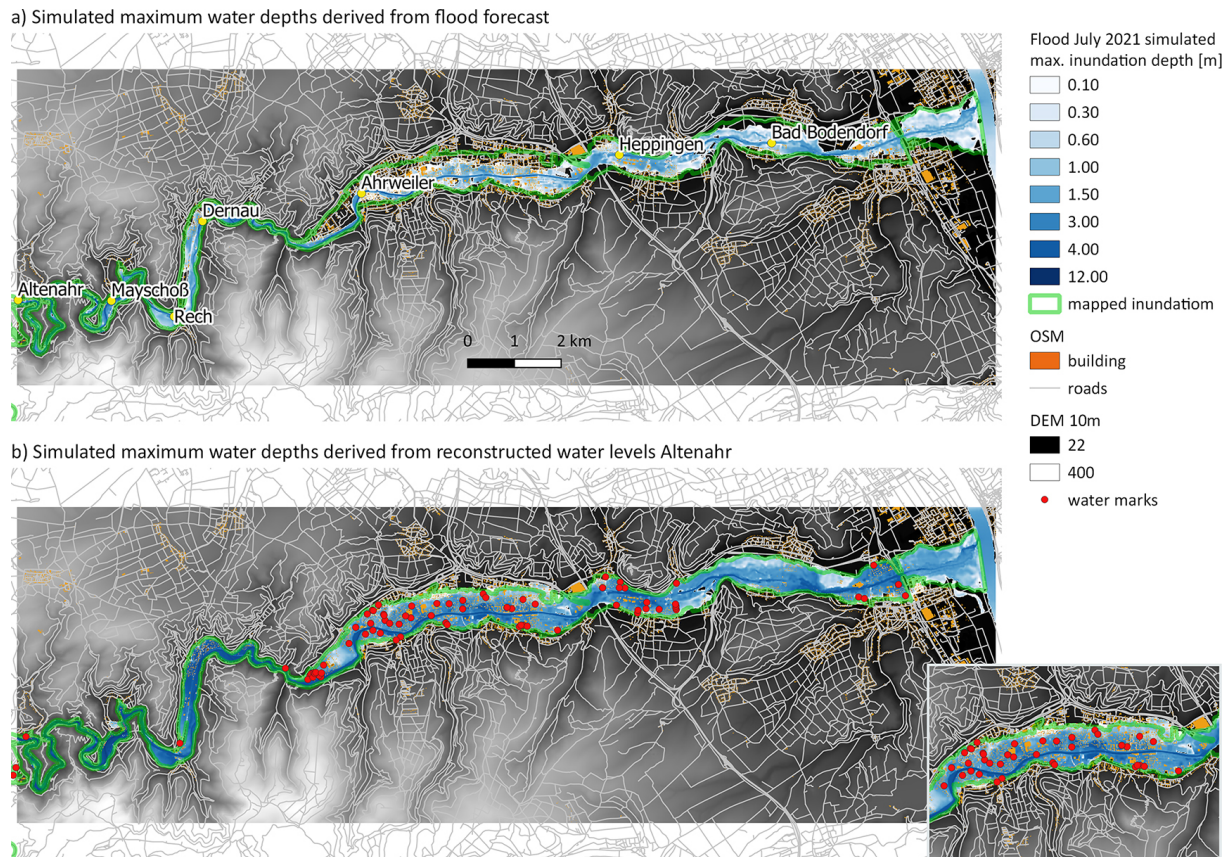 a) Simulated maximum water depths derived from flood forecast
Flood July 2021 simulated
max. inundation depth [m]
0.10
0.30
0.60
1.00
1.50
3.00
4.00
12.00
mapped inundatiom
OSM
building
roads
DEM 10m
22
400
water marks
Bad Bodendorf
Heppingen
Ahrweiler
Dernau
Altenahr
Mayschoß
Rech
0 1 2 km
b) Simulated maximum water depths derived from reconstructed water levels Altenahr